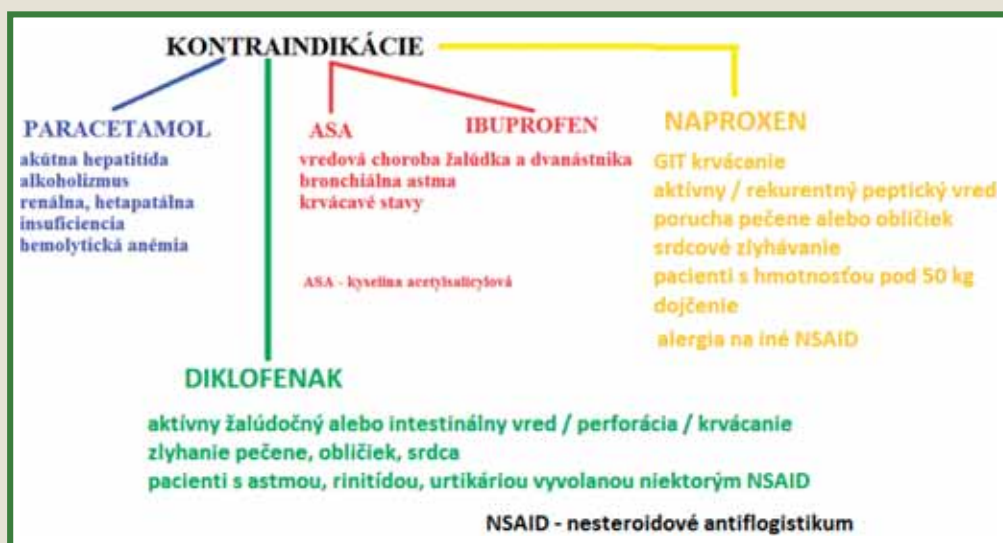 KONTRAINDIKÁCIE
PARACETAMOL
akútna hepatitída
alkoholizmus
renálna, hetapatálna
insuficiencia
hemolytická anémia
ASA
IBUPROFEN
vredová choroba žalúdka a dvanástnika
bronchiálna astma
krvácavé stavy
ASA - kyselina acetylsalicylová
NAPROXEN
GIT krvácanie
aktívny / rekurentný peptický vred
porucha pečene alebo obličiek
srdcové zlyhávanie
pacienti s hmotnosťou pod 50 kg
dojčenie
alergia na iné NSAID
DIKLOFENAK
aktívny žalúdočný alebo intestinálny vred / perforácia / krvácanie
zlyhanie pečene, obličiek, srdca
pacienti s astmou, rinitídou, urtikáriou vyvolanou niektorým NSAID
NSAID - nesteroidové antiflogistikum